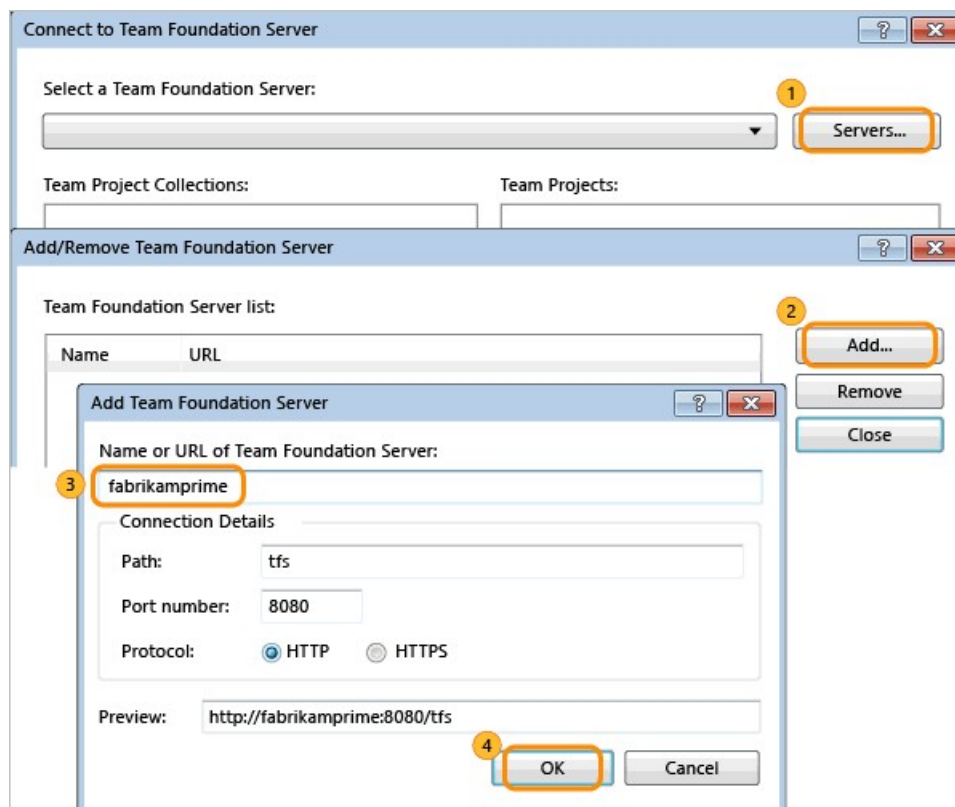 Connect to Team Foundation Server ?
Select a Team Foundation Server:
1
Servers...
Team Project Collections: Team Projects:
Add/Remove Team Foundation Server ?
Team Foundation Server list:
2
Name URL
Add...
Remove
Close
Add Team Foundation Server ?
Name or URL of Team Foundation Server:
3 fabrikamprime
Connection Details
Path: tfs
Port number: 8080
Protocol: HTTP HTTPS
Preview: http://fabrikamprime:8080/tfs
4
OK Cancel